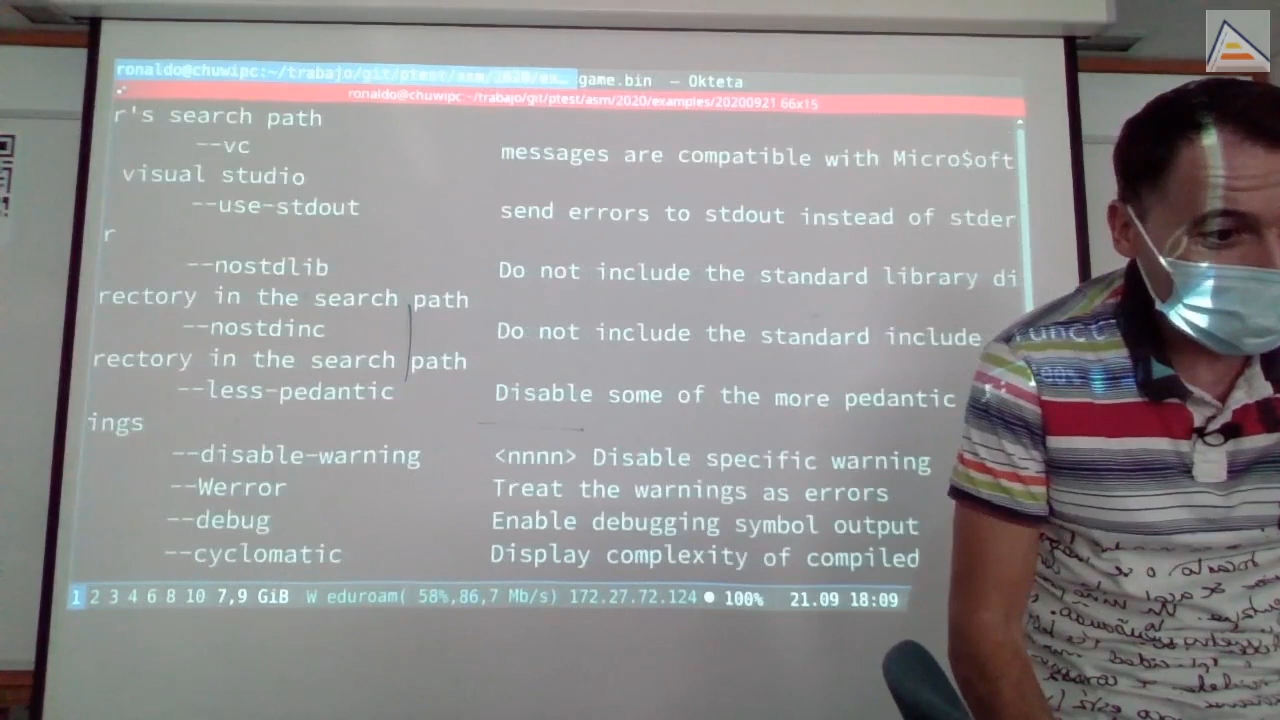 ronaldo@chuwipc:~/trabajo/git/ptest/asm/2020/ex… game.bin — Okteta
ronaldo@chuwipc:~/trabajo/git/ptest/asm/2020/examples/20200921 66x15
r's search path
--vc messages are compatible with Micro$oft
visual studio
--use-stdout send errors to stdout instead of stder
r
--nostdlib Do not include the standard library di
rectory in the search path
--nostdinc Do not include the standard include
rectory in the search path
--less-pedantic Disable some of the more pedantic
ings
--disable-warning <nnnn> Disable specific warning
--Werror Treat the warnings as errors
--debug Enable debugging symbol output
--cyclomatic Display complexity of compiled
1 2 3 4 6 8 10 7,9 GiB W eduroam( 58%,86,7 Mb/s) 172.27.72.124 100% 21.09 18:09